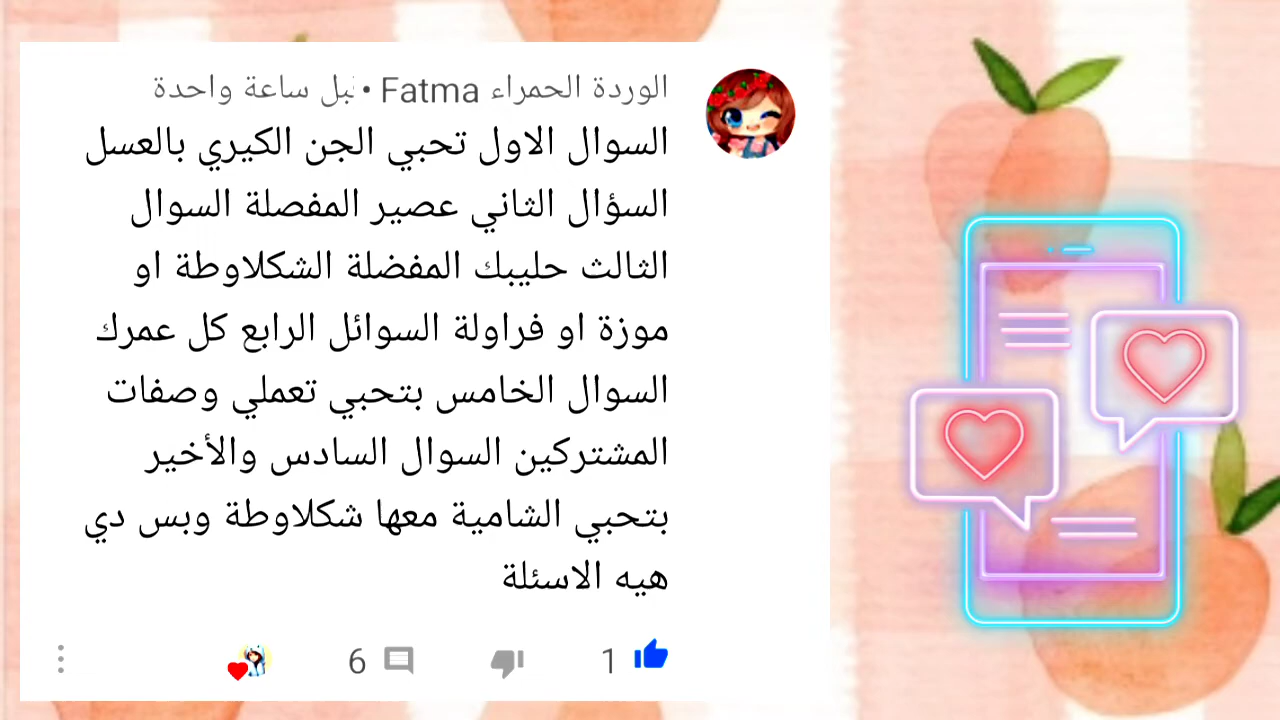 الوردة الحمراء Fatma • قبل ساعة واحدة
السوال الاول تحبي الجن الكيري بالعسل
السؤال الثاني عصير المفصلة السوال
الثالث حليبك المفضلة الشكلاوطة او
موزة او فراولة السوائل الرابع كل عمرك
السوال الخامس بتحبي تعملي وصفات
المشتركين السوال السادس والأخير
بتحبي الشامية معها شكلاوطة وبس دي
هيه الاسئلة
1 6